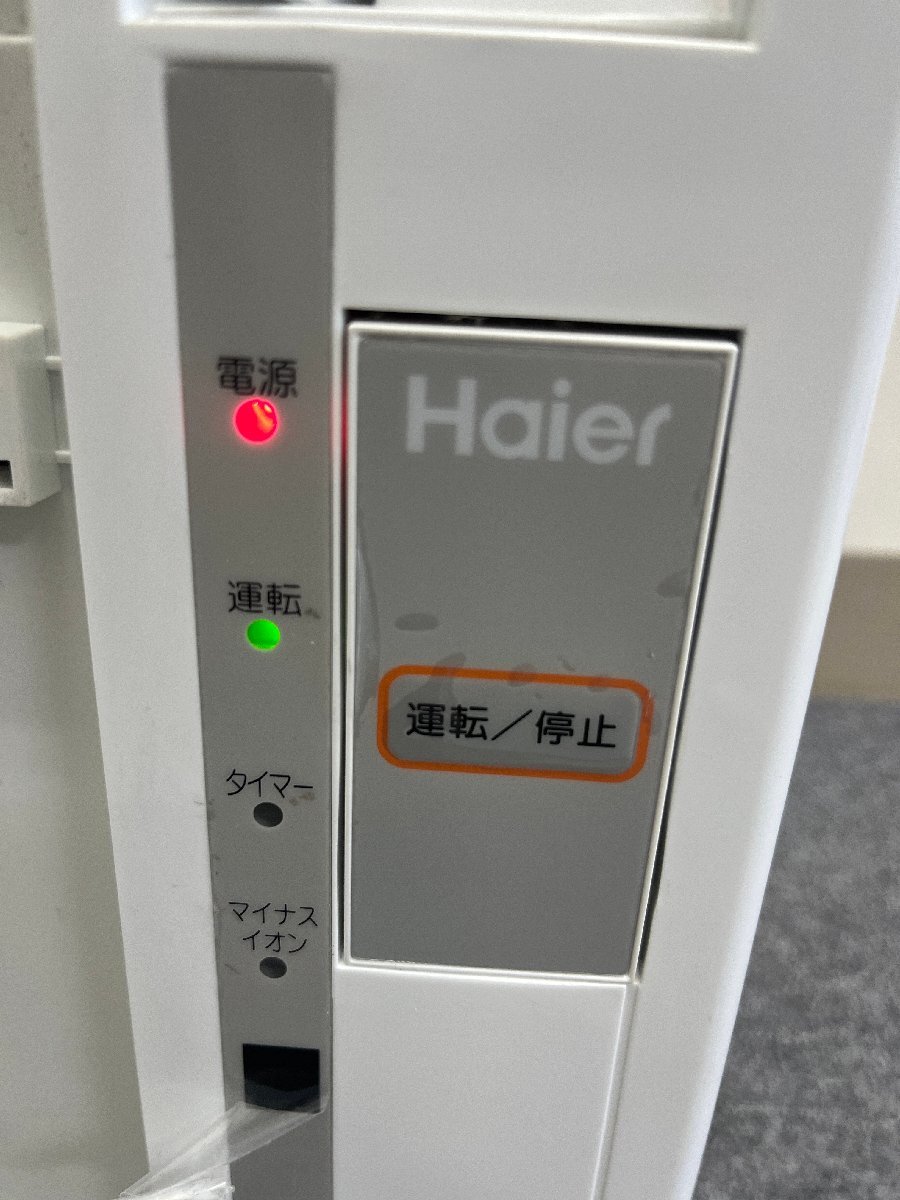 電源
Haier
運転
運転／停止
タイマー
マイナス
イオン